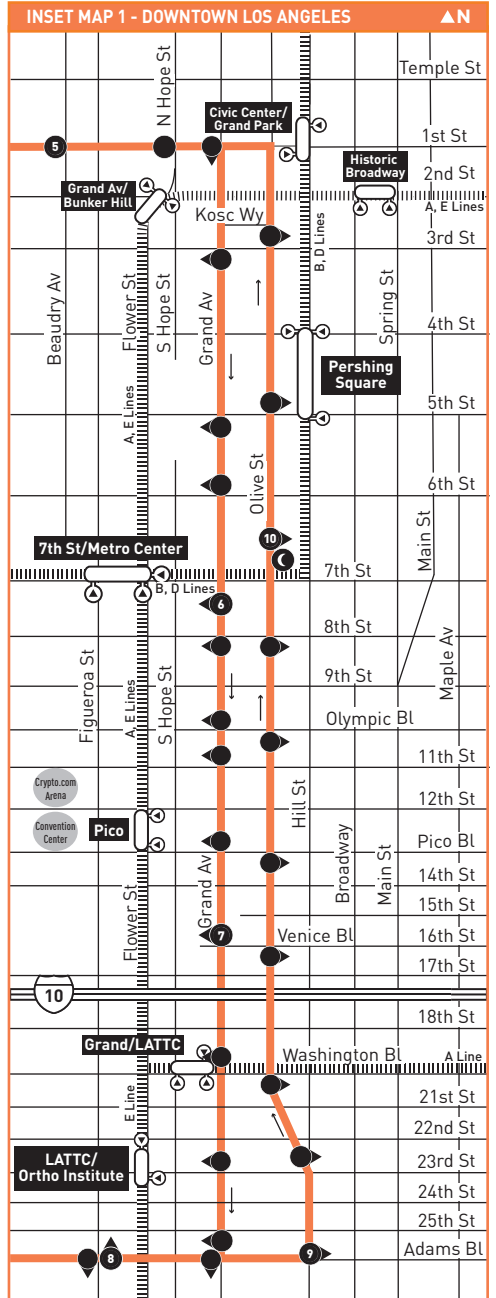 INSET MAP 1 - DOWNTOWN LOS ANGELES
▲N
N Hope St
Temple St
Civic Center/
Grand Park
1st St
5
Historic
Broadway
2nd St
Grand Av/
Bunker Hill
A, E Lines
Kosc Wy
3rd St
B, D Lines
Beaudry Av
Flower St
S Hope St
Grand Av
Spring St
4th St
Pershing
Square
A, E Lines
5th St
Olive St
6th St
10
Main St
7th St/Metro Center
7th St
B, D Lines
6
8th St
Maple Av
Figueroa St
A, E Lines
S Hope St
9th St
Olympic Bl
11th St
Crypto.com
Arena
Hill St
12th St
Convention
Center
Pico
Pico Bl
Broadway
Main St
Grand Av
14th St
15th St
Flower St
7
Venice Bl
16th St
17th St
10
18th St
Grand/LATTC
Washington Bl
A Line
E Line
21st St
22nd St
LATTC/
Ortho Institute
23rd St
24th St
25th St
8
9
Adams Bl